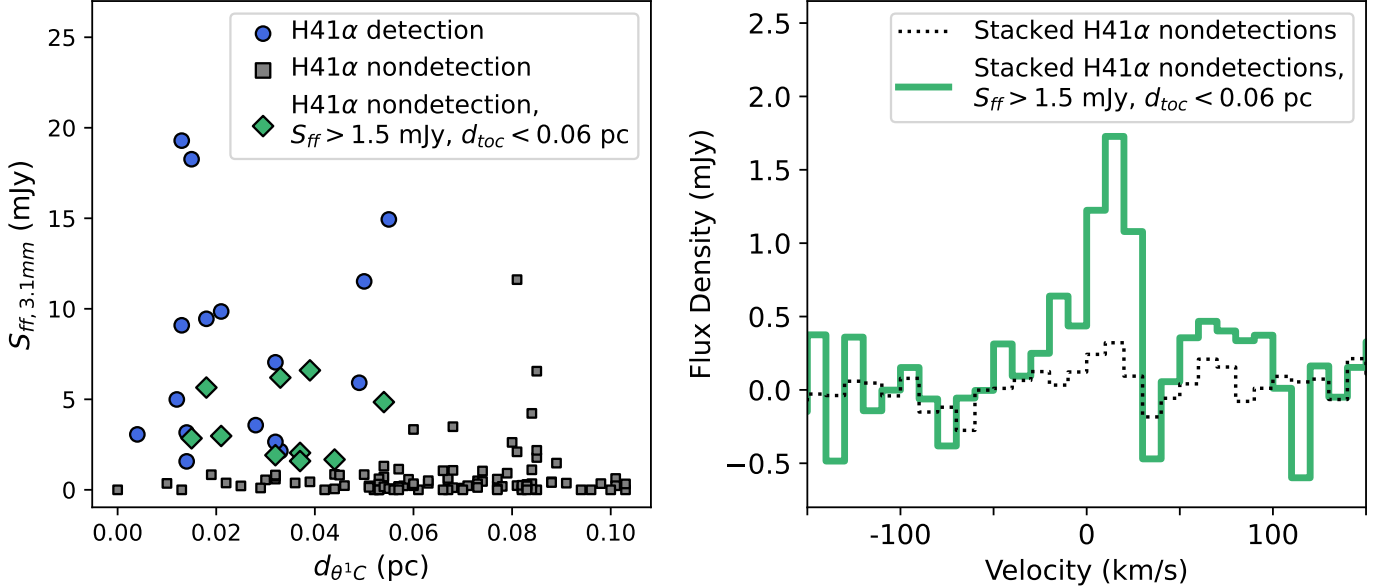 H41α detection
H41α nondetection
H41α nondetection,
S_ff > 1.5 mJy, d_toc < 0.06 pc
25
20
15
10
5
0
S_ff, 3.1mm (mJy)
0.00 0.02 0.04 0.06 0.08 0.10
d_θ¹C (pc)
Stacked H41α nondetections
Stacked H41α nondetections,
S_ff > 1.5 mJy, d_toc < 0.06 pc
2.5
2.0
1.5
1.0
0.5
0.0
−0.5
Flux Density (mJy)
-100 0 100
Velocity (km/s)